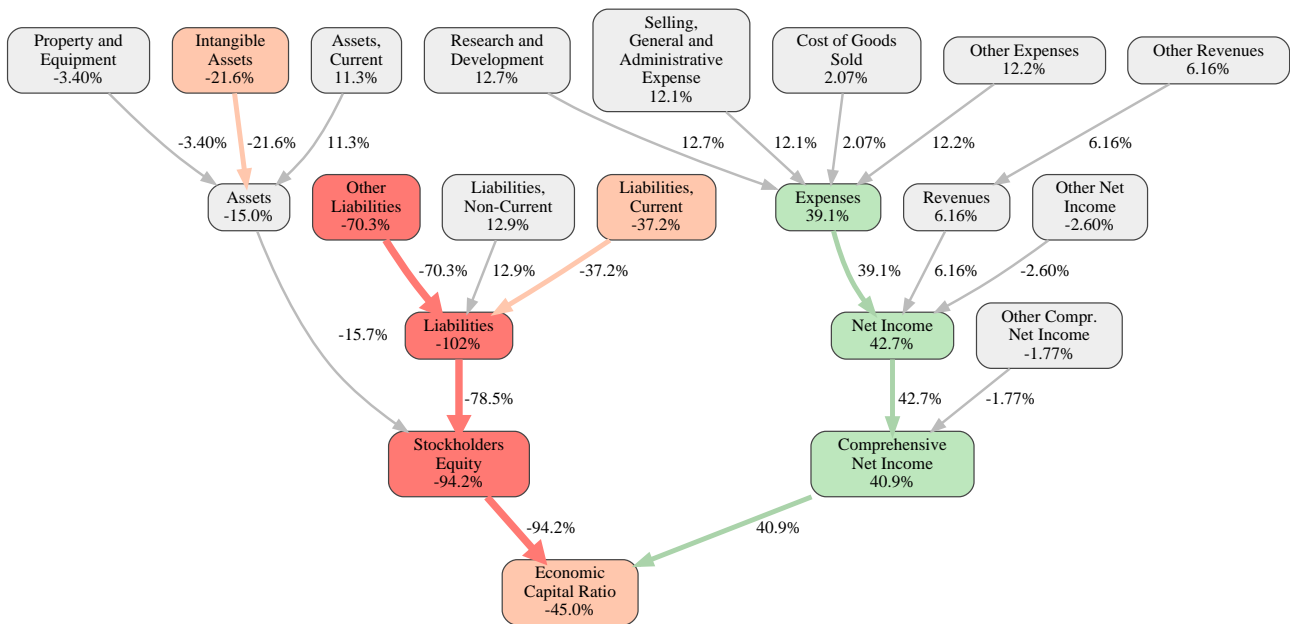 Property and
Equipment
-3.40%
Intangible
Assets
-21.6%
Assets,
Current
11.3%
Research and
Development
12.7%
Selling,
General and
Administrative
Expense
12.1%
Cost of Goods
Sold
2.07%
Other Expenses
12.2%
Other Revenues
6.16%
-3.40%
-21.6%
11.3%
12.7%
12.1%
2.07%
12.2%
6.16%
Assets
-15.0%
Other
Liabilities
-70.3%
Liabilities,
Non-Current
12.9%
Liabilities,
Current
-37.2%
Expenses
39.1%
Revenues
6.16%
Other Net
Income
-2.60%
-70.3%
12.9%
-37.2%
39.1%
6.16%
-2.60%
-15.7%
Liabilities
-102%
Net Income
42.7%
Other Compr.
Net Income
-1.77%
-78.5%
42.7%
-1.77%
Stockholders
Equity
-94.2%
Comprehensive
Net Income
40.9%
-94.2%
40.9%
Economic
Capital Ratio
-45.0%